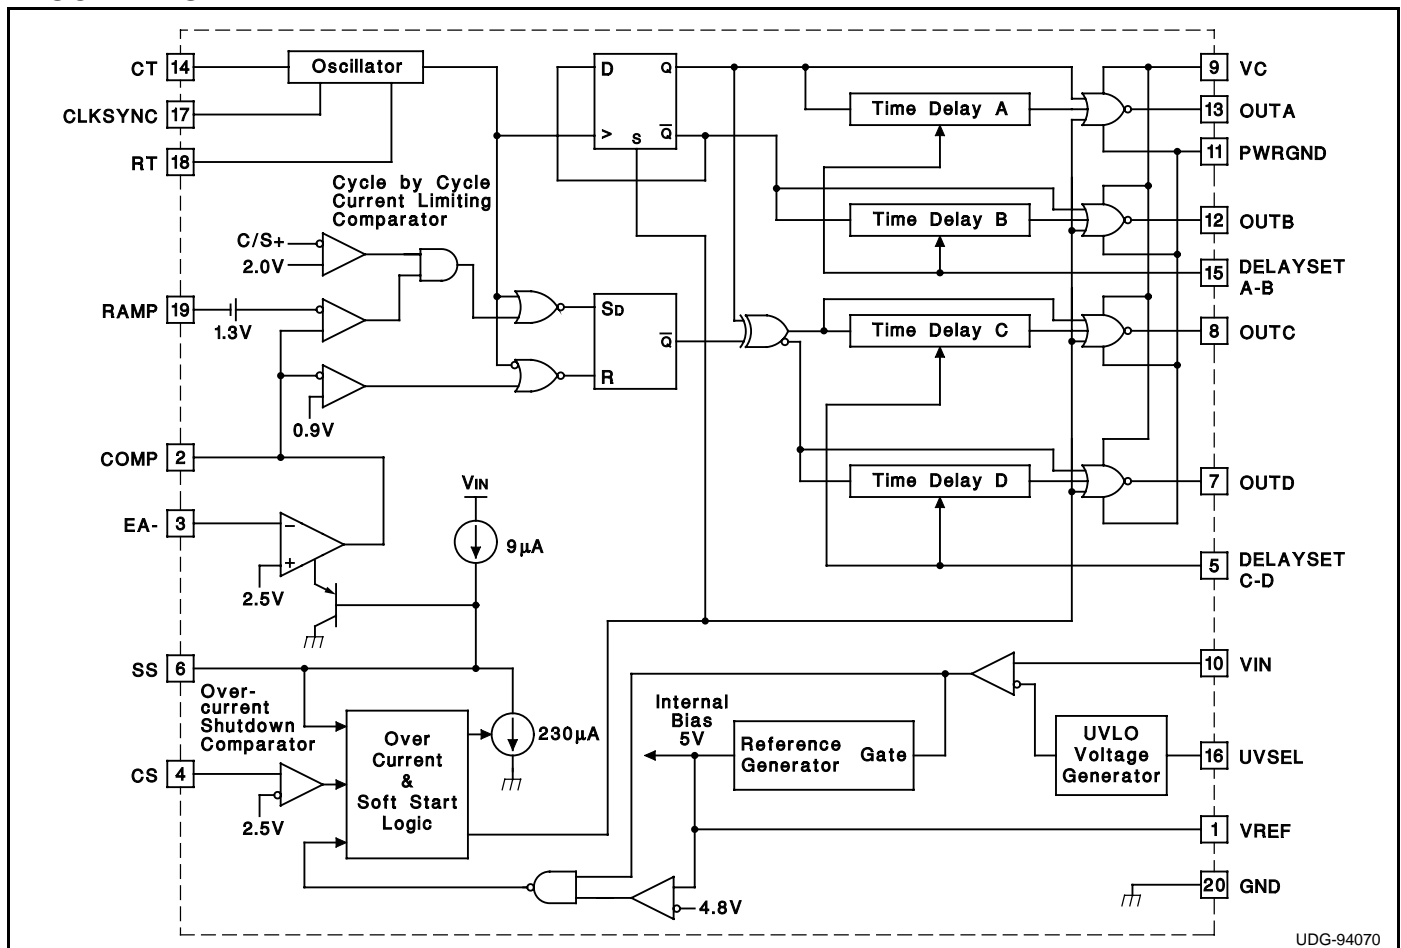 CT 14
Oscillator
CLKSYNC 17
RT 18
D Q
> S Q
Time Delay A
9 VC
13 OUTA
11 PWRGND
Cycle by Cycle
Current Limiting
Comparator
C/S+
2.0V
RAMP 19
1.3V
SD
Q
R
0.9V
Time Delay B
12 OUTB
15 DELAYSET
A-B
Time Delay C
8 OUTC
COMP 2
EA- 3
−
+
2.5V
VIN
9µA
Time Delay D
7 OUTD
5 DELAYSET
C-D
SS 6
Over-
current
Shutdown
Comparator
CS 4
2.5V
Over
Current
&
Soft Start
Logic
230µA
Internal
Bias
5V
Reference
Generator
Gate
UVLO
Voltage
Generator
10 VIN
16 UVSEL
1 VREF
4.8V
20 GND
UDG-94070